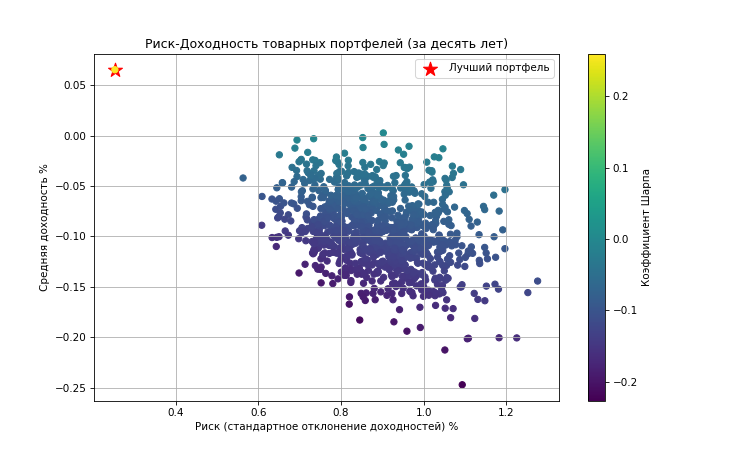 Риск-Доходность товарных портфелей (за десять лет)
Лучший портфель
Средняя доходность %
0.05
0.00
−0.05
−0.10
−0.15
−0.20
−0.25
0.4 0.6 0.8 1.0 1.2
Риск (стандартное отклонение доходностей) %
0.2
0.1
0.0
−0.1
−0.2
Коэффициент Шарпа